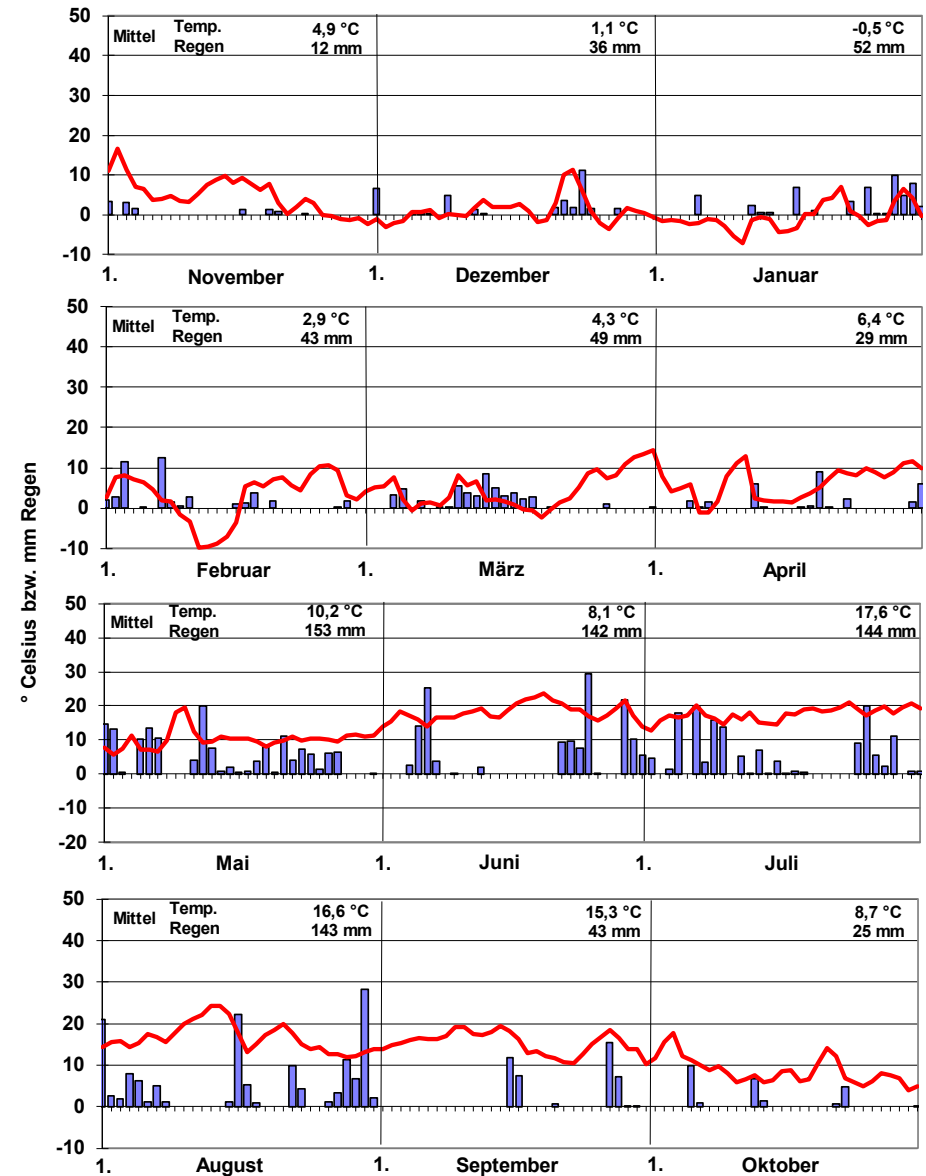 ° Celsius bzw. mm Regen
50
40
30
20
10
0
-10
Mittel Temp. 4,9 °C 1,1 °C -0,5 °C
Regen 12 mm 36 mm 52 mm
1. November 1. Dezember 1. Januar
50
40
30
20
10
0
-10
Mittel Temp. 2,9 °C 4,3 °C 6,4 °C
Regen 43 mm 49 mm 29 mm
1. Februar 1. März 1. April
50
40
30
20
10
0
-10
-20
Mittel Temp. 10,2 °C 8,1 °C 17,6 °C
Regen 153 mm 142 mm 144 mm
1. Mai 1. Juni 1. Juli
50
40
30
20
10
0
-10
Mittel Temp. 16,6 °C 15,3 °C 8,7 °C
Regen 143 mm 43 mm 25 mm
1. August 1. September 1. Oktober